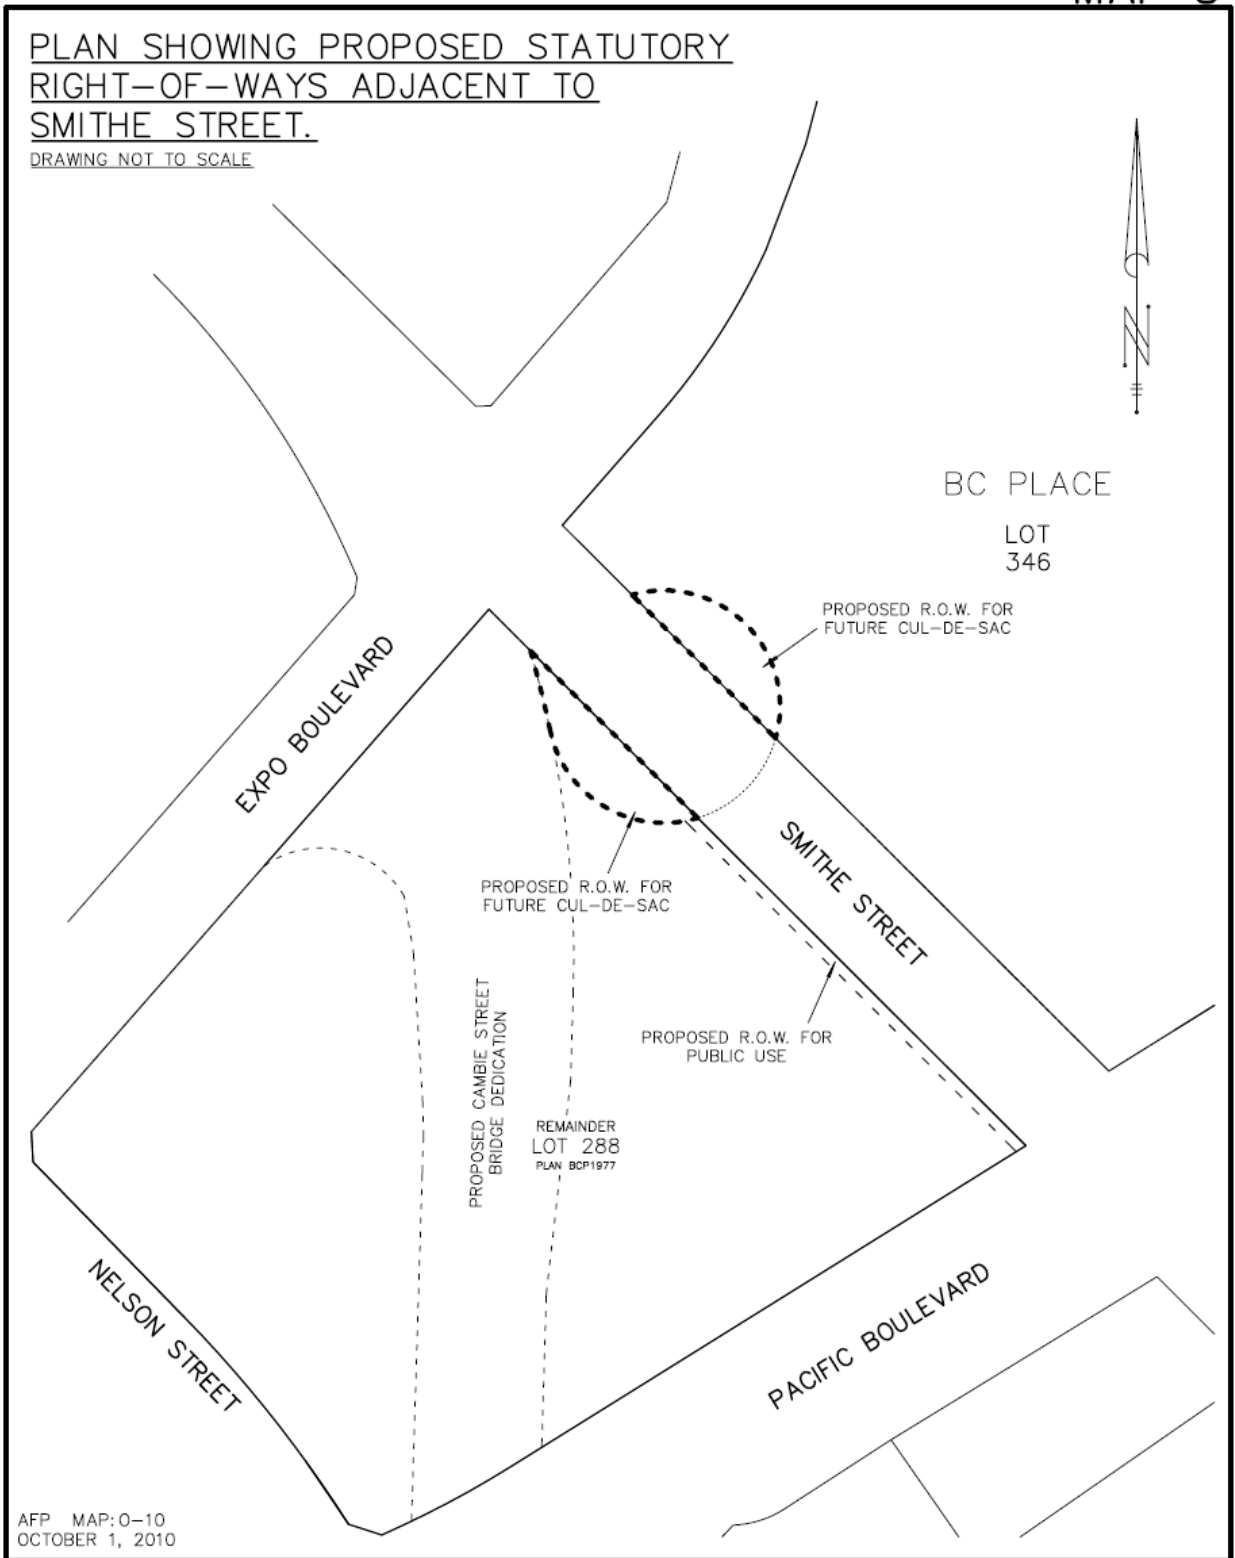 PLAN SHOWING PROPOSED STATUTORY
RIGHT-OF-WAYS ADJACENT TO
SMITHE STREET.
DRAWING NOT TO SCALE
N
BC PLACE
LOT
346
PROPOSED R.O.W. FOR
FUTURE CUL-DE-SAC
EXPO BOULEVARD
SMITHE STREET
PROPOSED R.O.W. FOR
FUTURE CUL-DE-SAC
PROPOSED CAMBIE STREET
BRIDGE DEDICATION
PROPOSED R.O.W. FOR
PUBLIC USE
REMAINDER
LOT 288
PLAN BCP1977
NELSON STREET
PACIFIC BOULEVARD
AFP MAP:O-10
OCTOBER 1, 2010